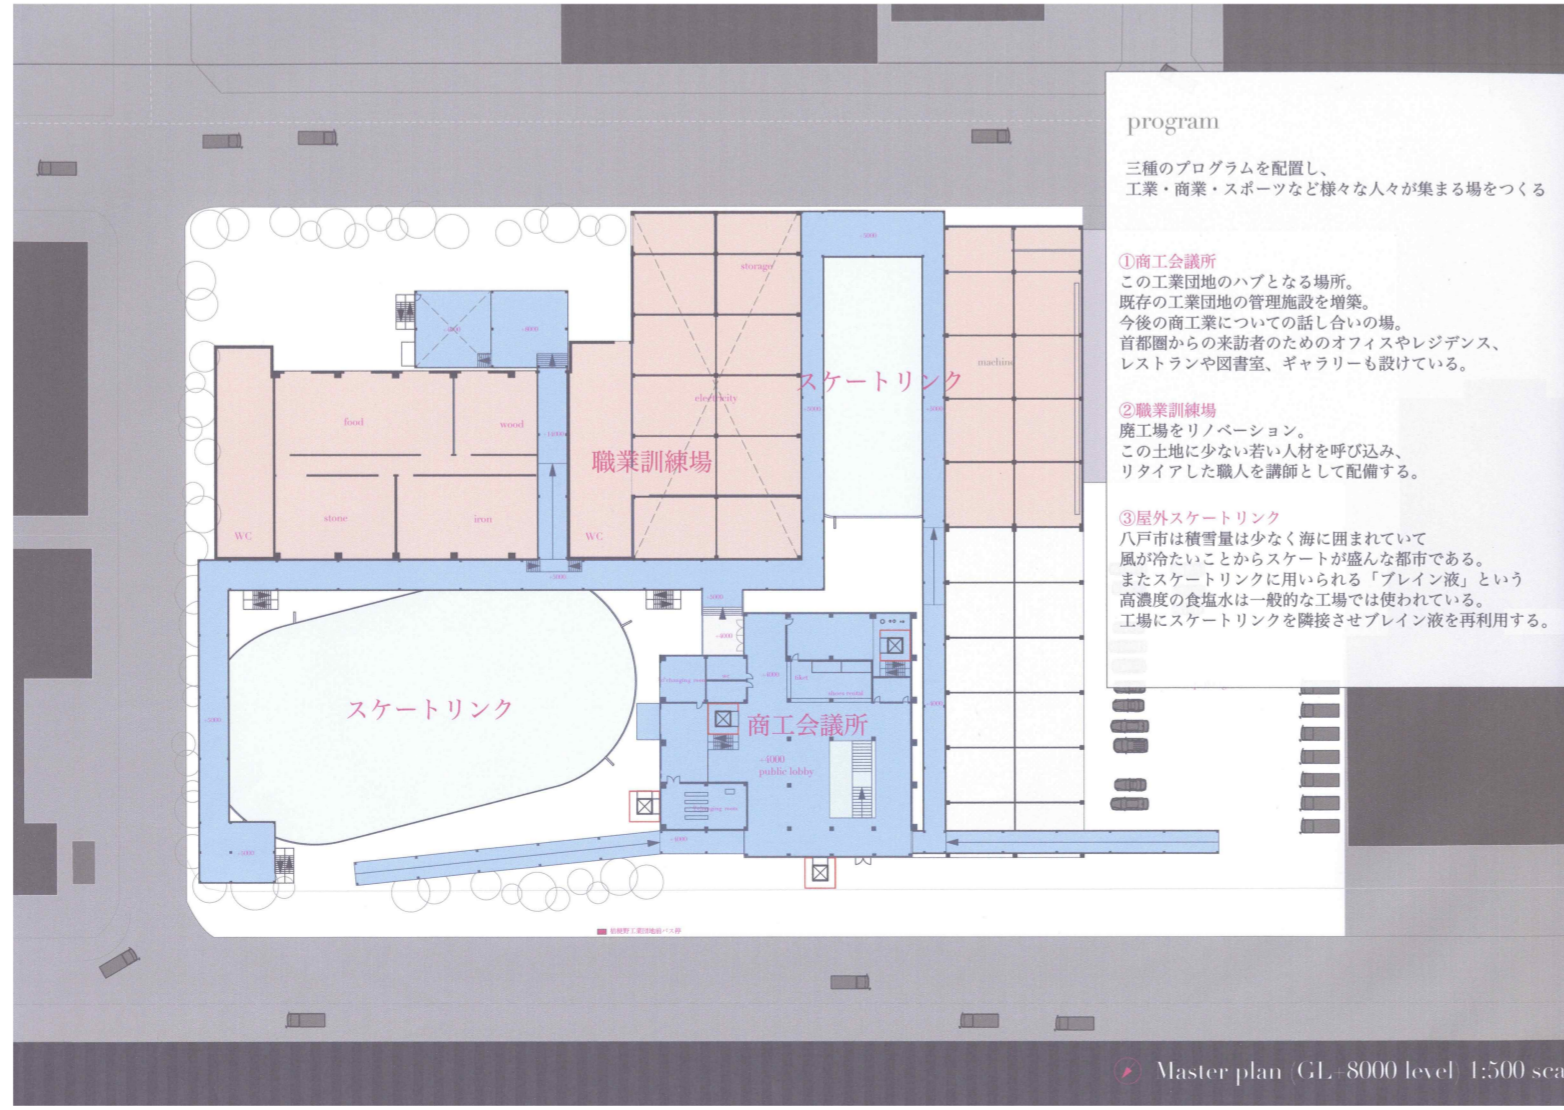 program
三種のプログラムを配置し、
工業・商業・スポーツなど様々な人々が集まる場をつくる
①商工会議所
この工業団地のハブとなる場所。
既存の工業団地の管理施設を増築。
今後の商工業についての話し合いの場。
首都圏からの来訪者のためのオフィスやレジデンス、
レストランや図書室、ギャラリーも設けている。
②職業訓練場
廃工場をリノベーション。
この土地に少ない若い人材を呼び込み、
リタイアした職人を講師として配備する。
③屋外スケートリンク
八戸市は積雪量は少なく海に囲まれていて
風が冷たいことからスケートが盛んな都市である。
またスケートリンクに用いられる「ブレイン液」という
高濃度の食塩水は一般的な工場では使われている。
工場にスケートリンクを隣接させブレイン液を再利用する。
storage
machine
スケートリンク
electricity
food
wood
職業訓練場
stone
iron
WC
WC
スケートリンク
商工会議所
+4000
public lobby
Master plan (GL+8000 level) 1:500 sca